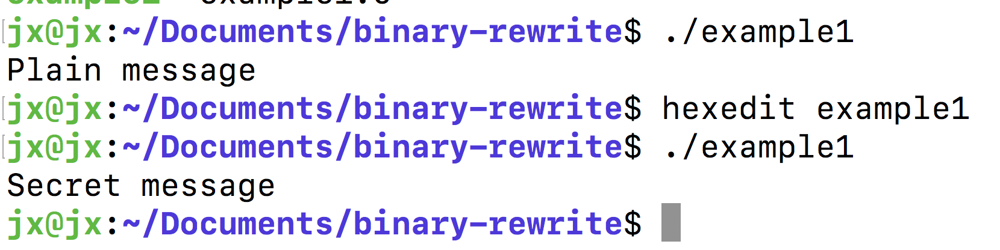 jx@jx:~/Documents/binary-rewrite$ ./example1
Plain message
jx@jx:~/Documents/binary-rewrite$ hexedit example1
jx@jx:~/Documents/binary-rewrite$ ./example1
Secret message
jx@jx:~/Documents/binary-rewrite$